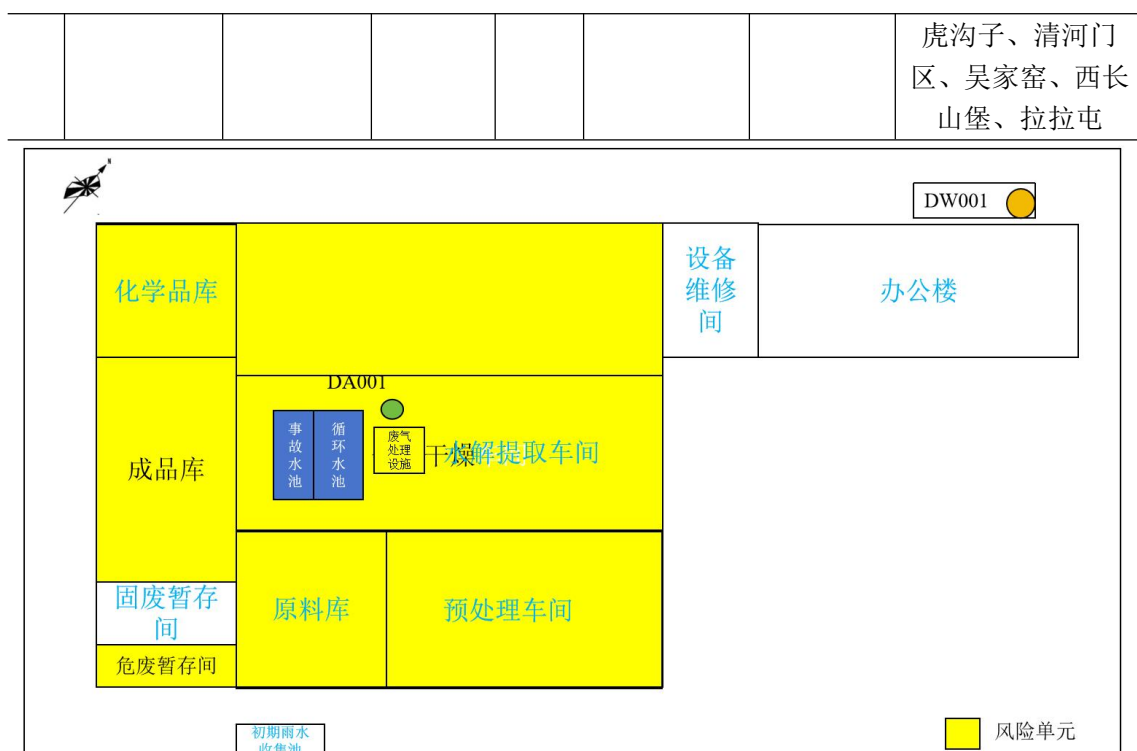 虎沟子、清河门
区、吴家窑、西长
山堡、拉拉屯
N
DW001
化学品库
设备
维修
间
办公楼
DA001
事故水池
循环水池
废气
处理
设施
干燥
水解提取车间
成品库
固废暂存
间
原料库
预处理车间
危废暂存间
初期雨水
收集池
风险单元